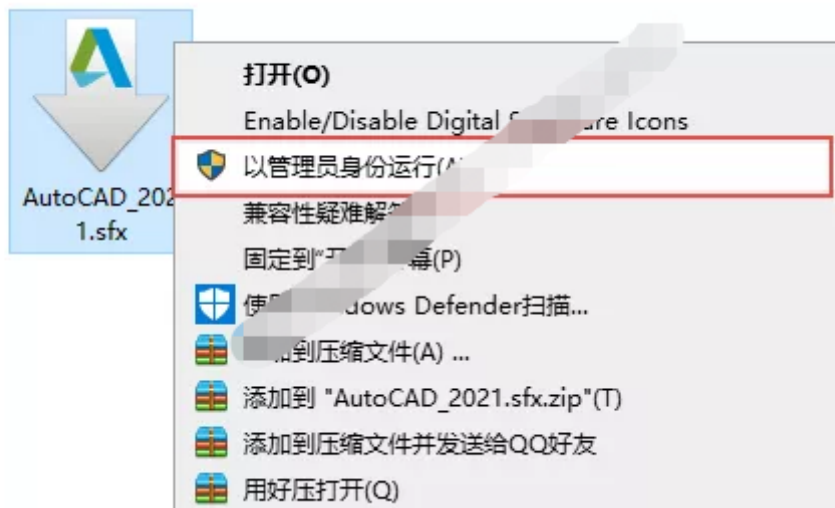 AutoCAD_202
1.sfx
打开(O)
Enable/Disable Digital Icons
以管理员身份运行(A
兼容性疑难解
固定到"开 幕(P)
使 dows Defender扫描...
到压缩文件(A) ...
添加到 "AutoCAD_2021.sfx.zip"(T)
添加到压缩文件并发送给QQ好友
用好压打开(Q)